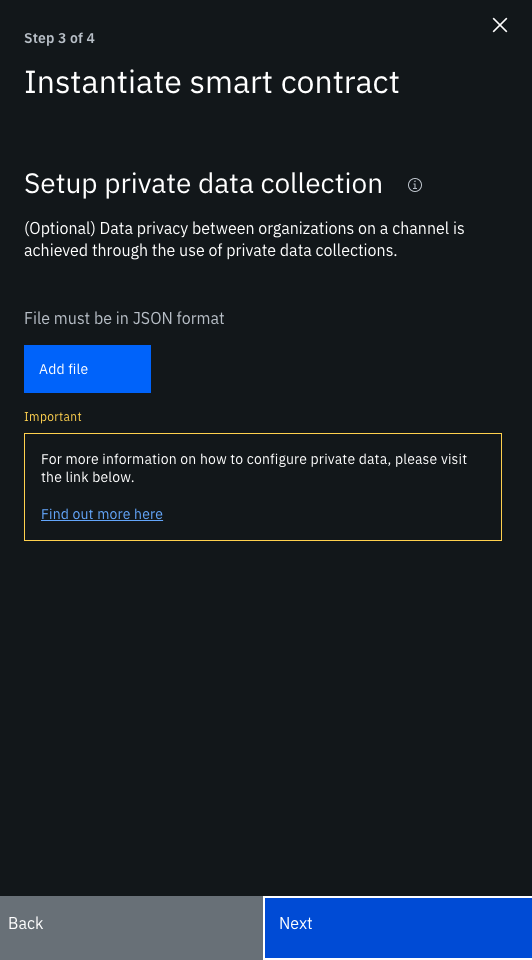 Step 3 of 4
Instantiate smart contract
Setup private data collection
(Optional) Data privacy between organizations on a channel is
achieved through the use of private data collections.
File must be in JSON format
Add file
Important
For more information on how to configure private data, please visit
the link below.
Find out more here
Back
Next